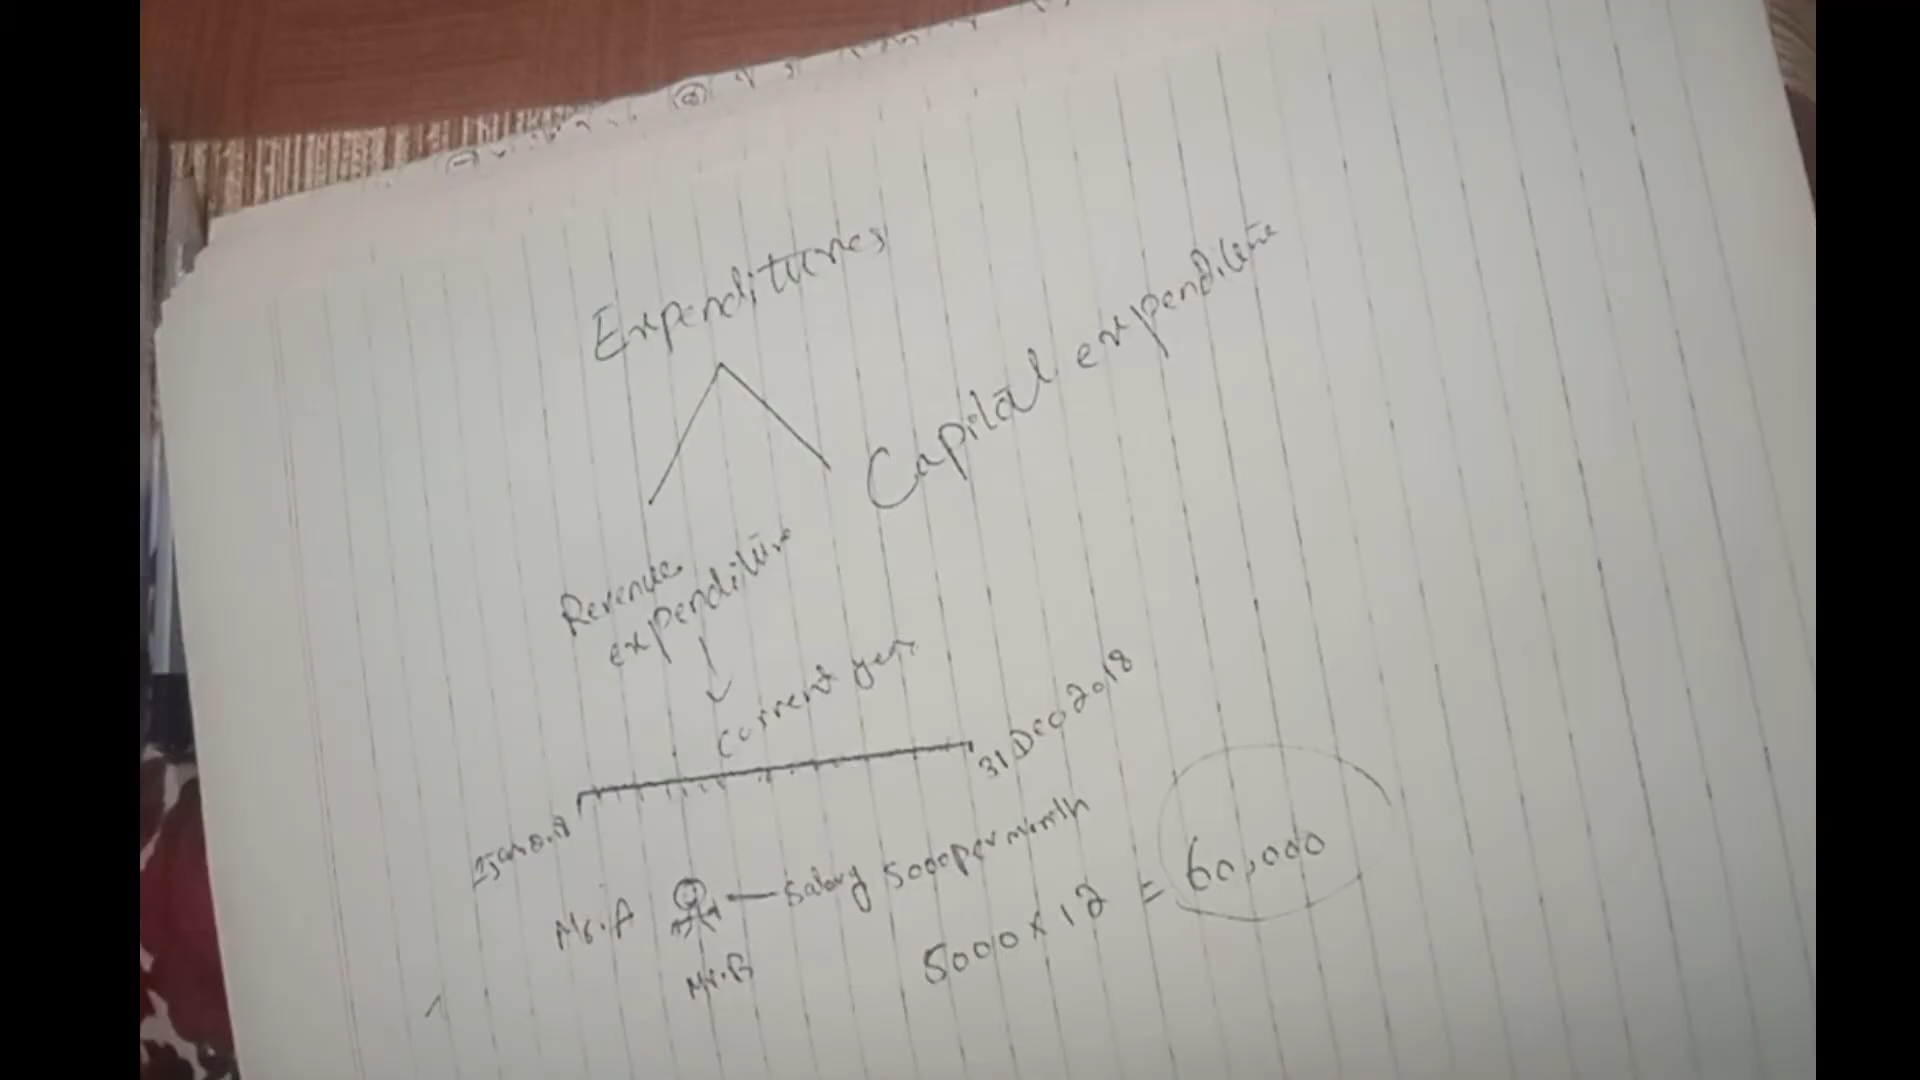 Expenditures
Capital expenditure
Revenue
expenditure
Current year
31 Dec 2018
Mr. A
Salary 5000 per month
Mr. B
5000 x 12 = 60,000